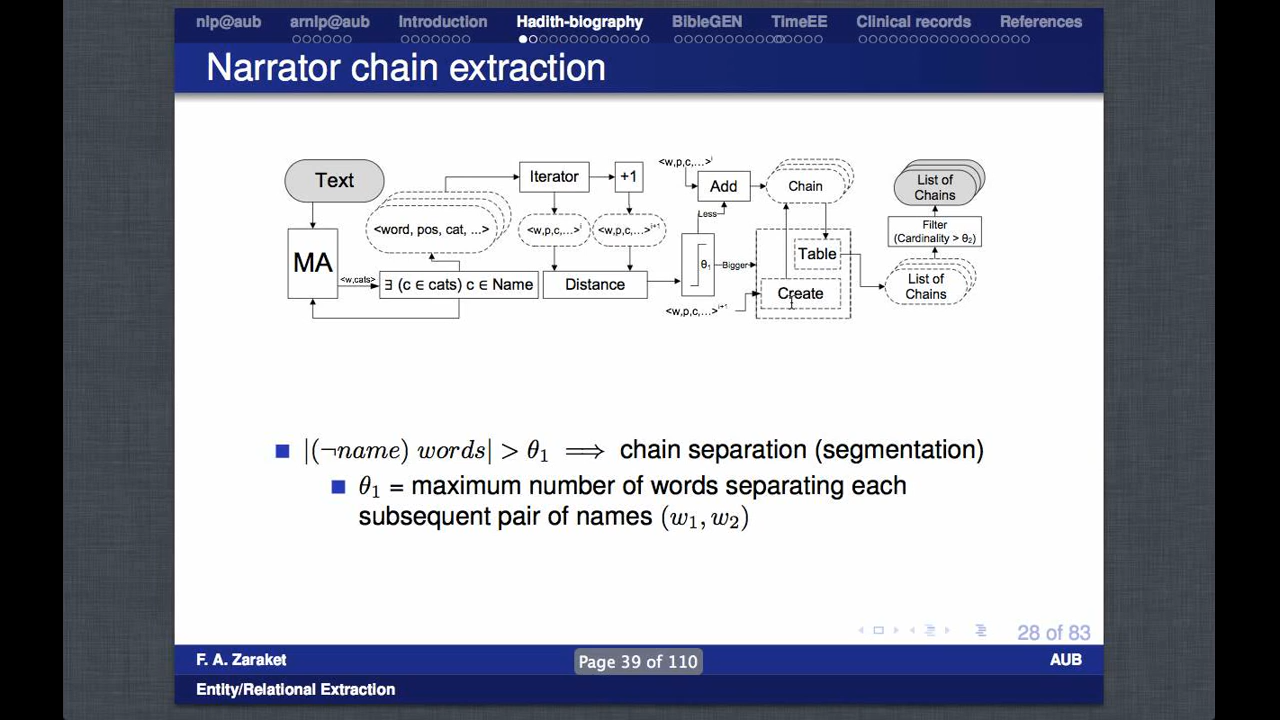 nlp@aub arnlp@aub Introduction Hadith-biography BibleGEN TimeEE Clinical records References
Narrator chain extraction
Text
MA
<w,cats>
<word, pos, cat, ...>
∃ (c ∈ cats) c ∈ Name
Iterator
+1
<w,p,c,...>i
<w,p,c,...>i+1
Distance
θ1
Less
Bigger
<w,p,c,...>i
Add
Chain
<w,p,c,...>i+1
Table
Create
List of
Chains
Filter
(Cardinality > θ2)
List of
Chains
|(¬name) words| > θ1 ⟹ chain separation (segmentation)
θ1 = maximum number of words separating each
subsequent pair of names (w1, w2)
28 of 83
F. A. Zaraket
Page 39 of 110
AUB
Entity/Relational Extraction